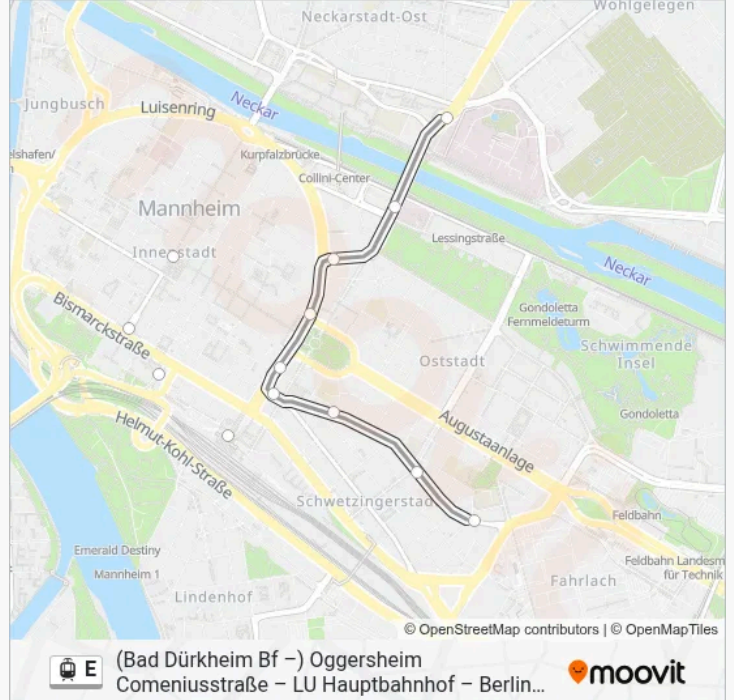 Neckarstadt-Ost
Wohlgelegen
Jungbusch
Luisenring
Neckar
elshafen/
Kurpfalzbrücke
Collini-Center
Mannheim
Lessingstraße
Innenstadt
Neckar
Bismarckstraße
Gondoletta
Fernmeldeturm
Schwimmende
Insel
Oststadt
Gondoletta
Helmut-Kohl-Straße
Augustaanlage
Schwetzingerstad
Feldbahn
Emerald Destiny
Mannheim 1
Feldbahn Landesm
für Technik
Fahrlach
Lindenhof
© OpenStreetMap contributors | © OpenMapTiles
E
(Bad Dürkheim Bf –) Oggersheim
Comeniusstraße – LU Hauptbahnhof – Berlin...
moovit